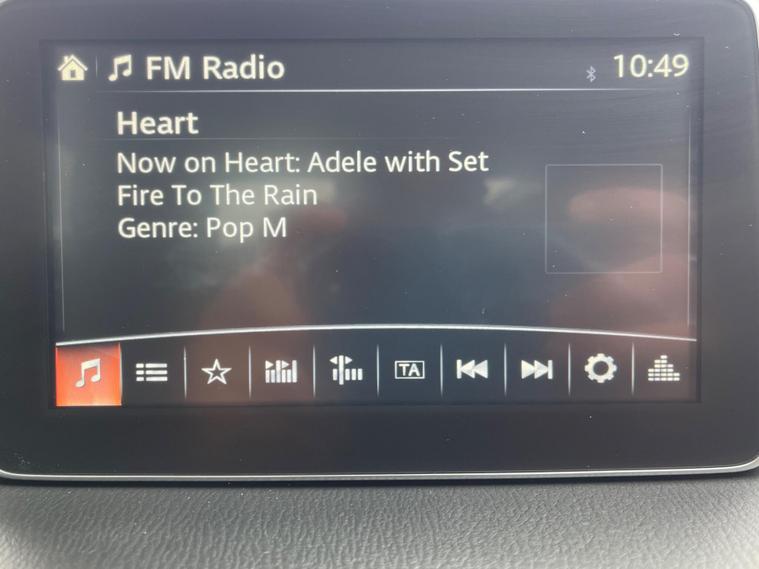 FM Radio
10:49
Heart
Now on Heart: Adele with Set
Fire To The Rain
Genre: Pop M
TA